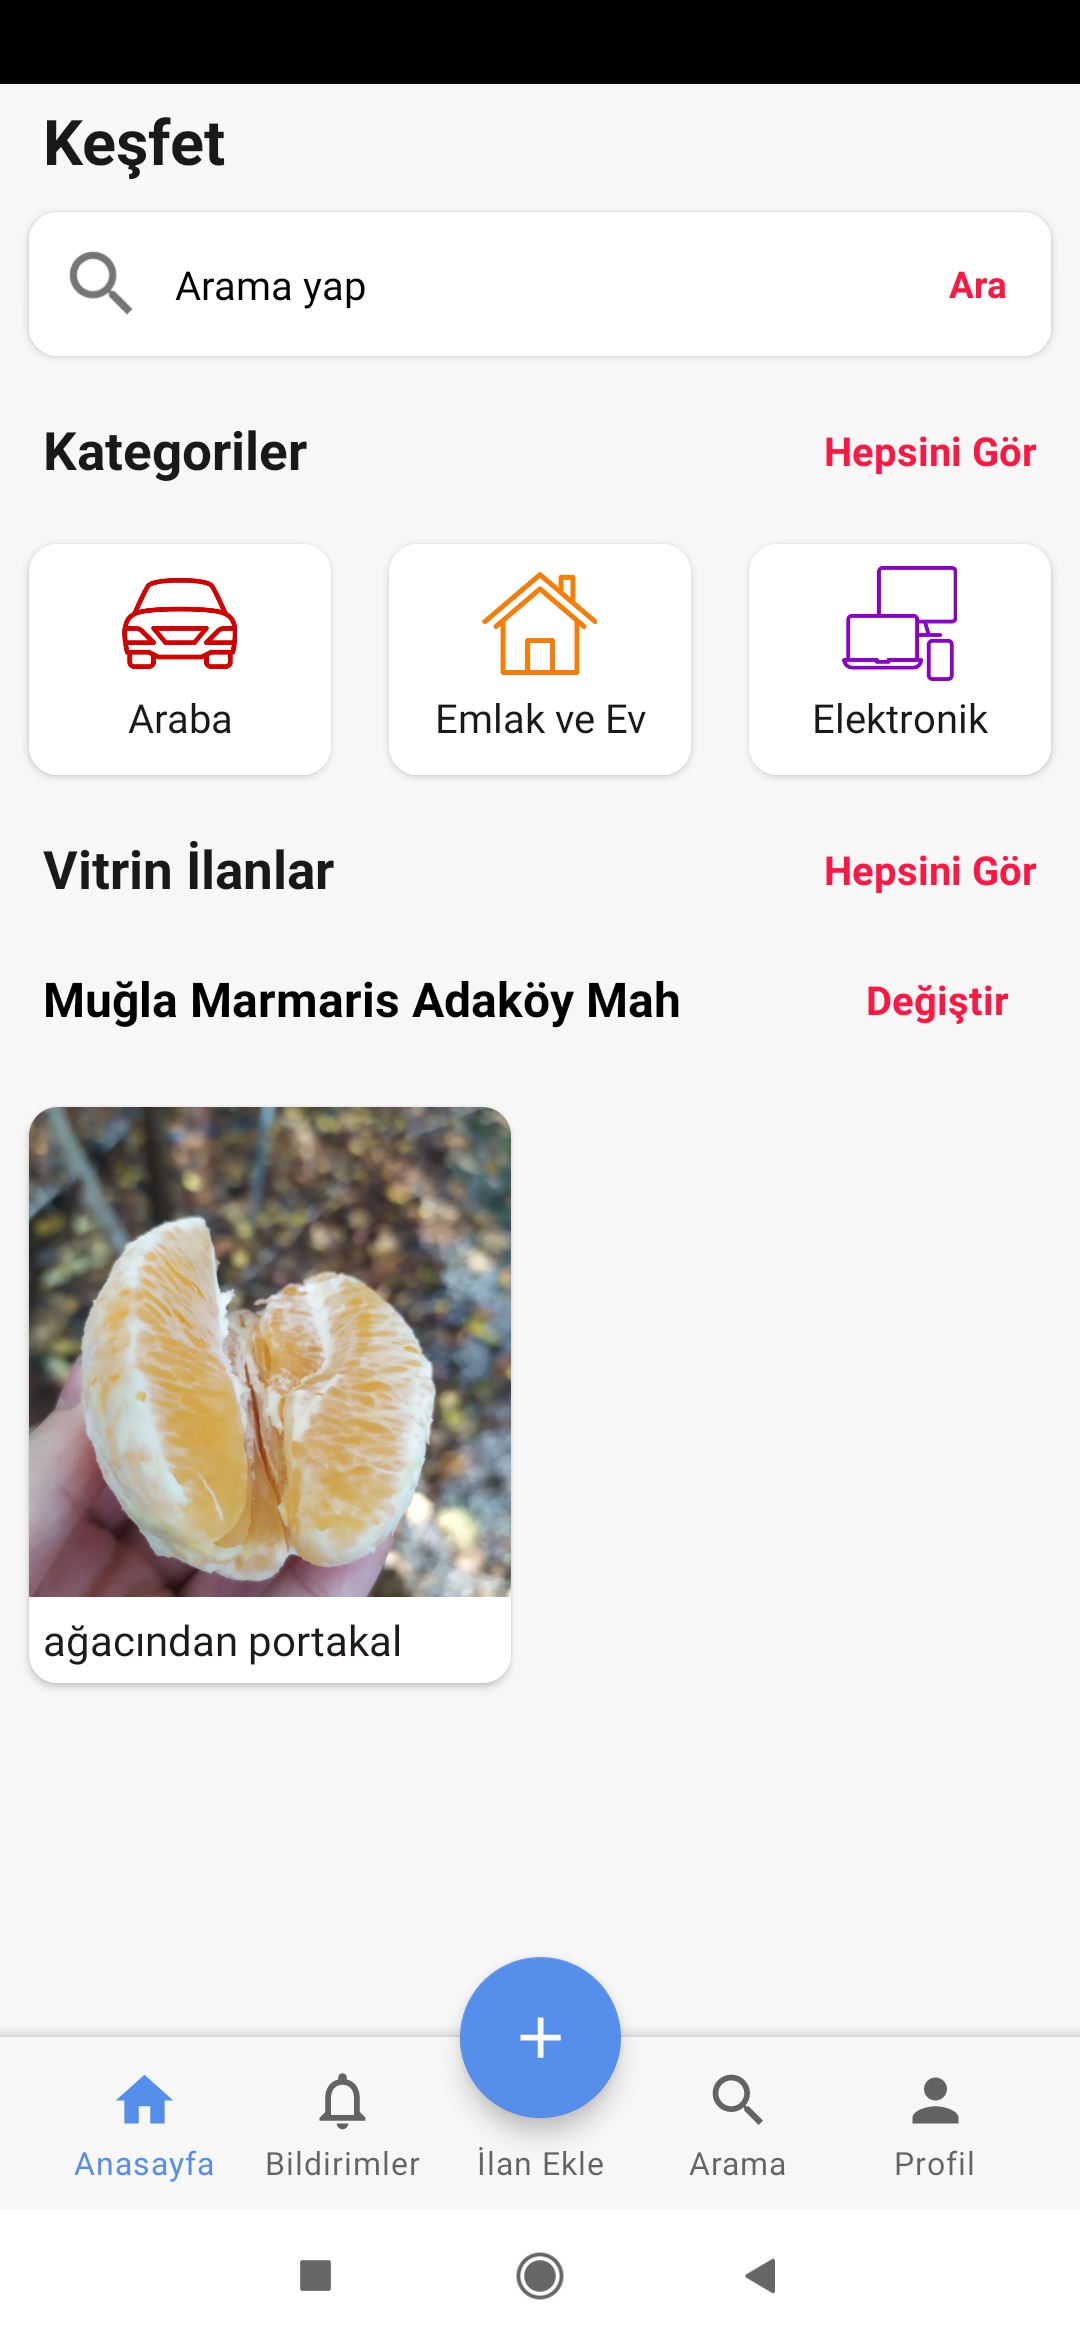 Keşfet
Arama yap Ara
Kategoriler Hepsini Gör
Araba Emlak ve Ev Elektronik
Vitrin İlanlar Hepsini Gör
Muğla Marmaris Adaköy Mah Değiştir
ağacından portakal
Anasayfa Bildirimler İlan Ekle Arama Profil